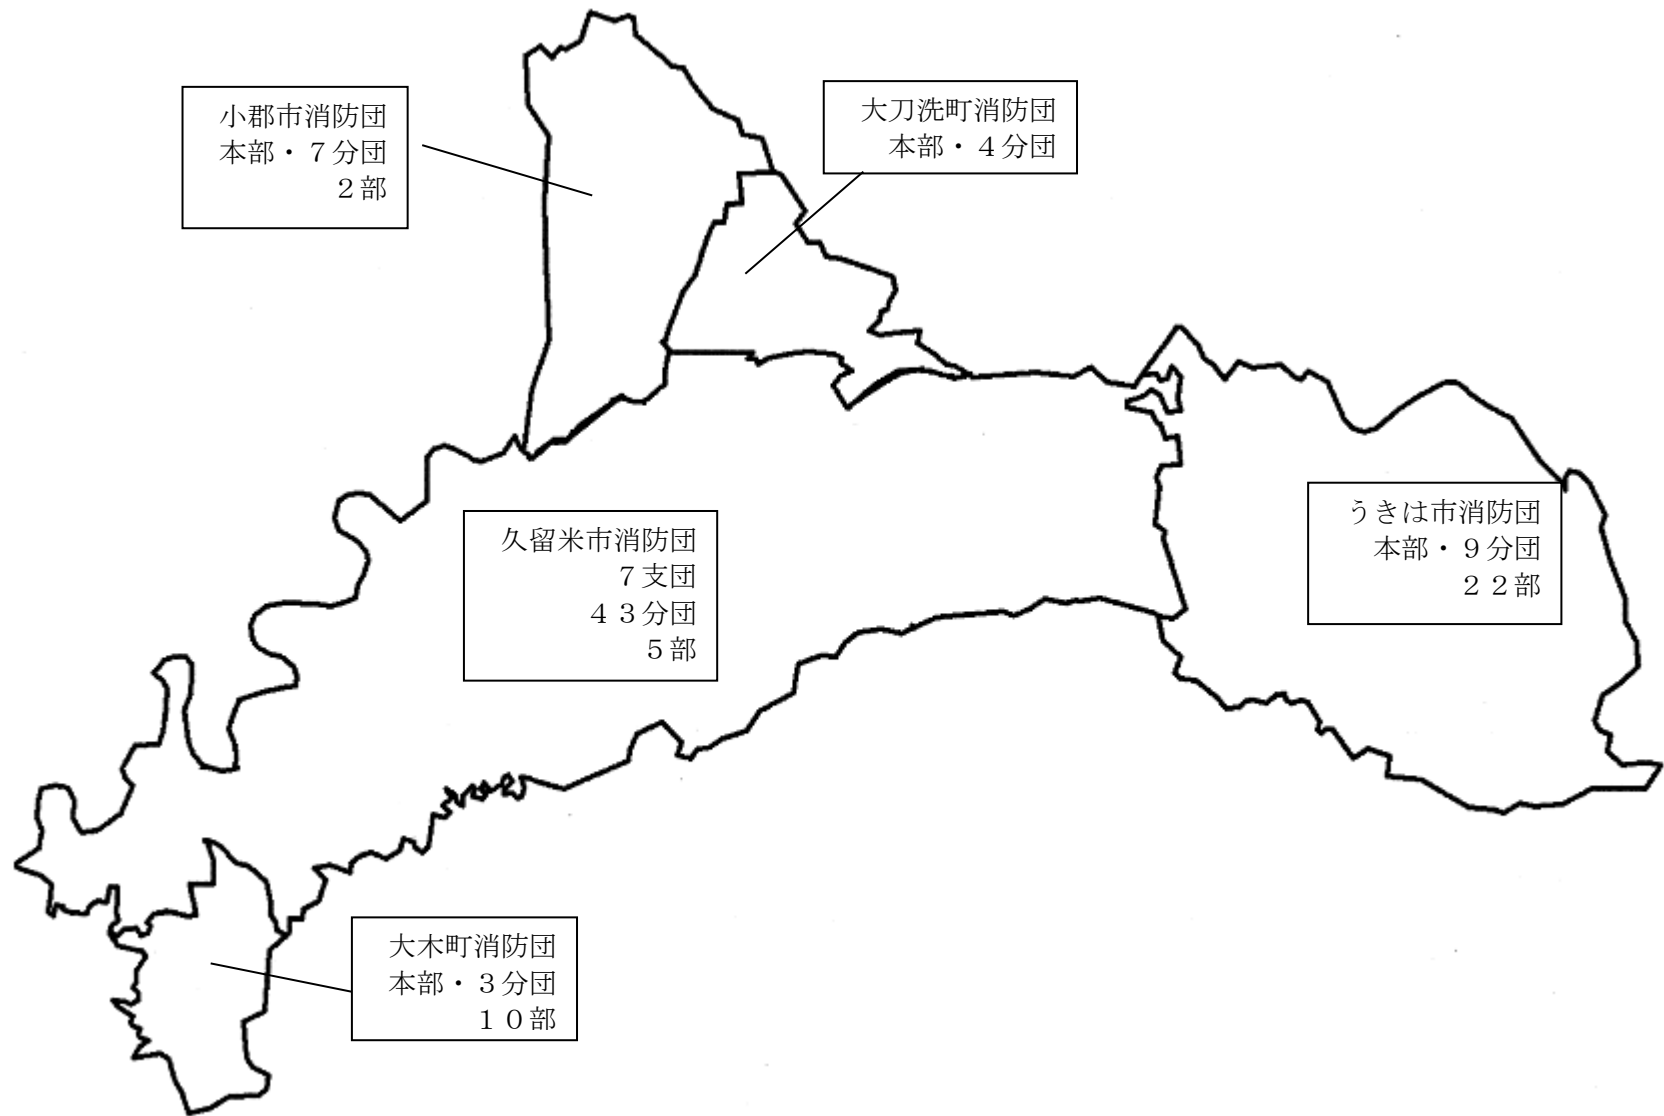 小郡市消防団
本部・７分団
２部
大刀洗町消防団
本部・４分団
久留米市消防団
７支団
４３分団
５部
うきは市消防団
本部・９分団
２２部
大木町消防団
本部・３分団
１０部